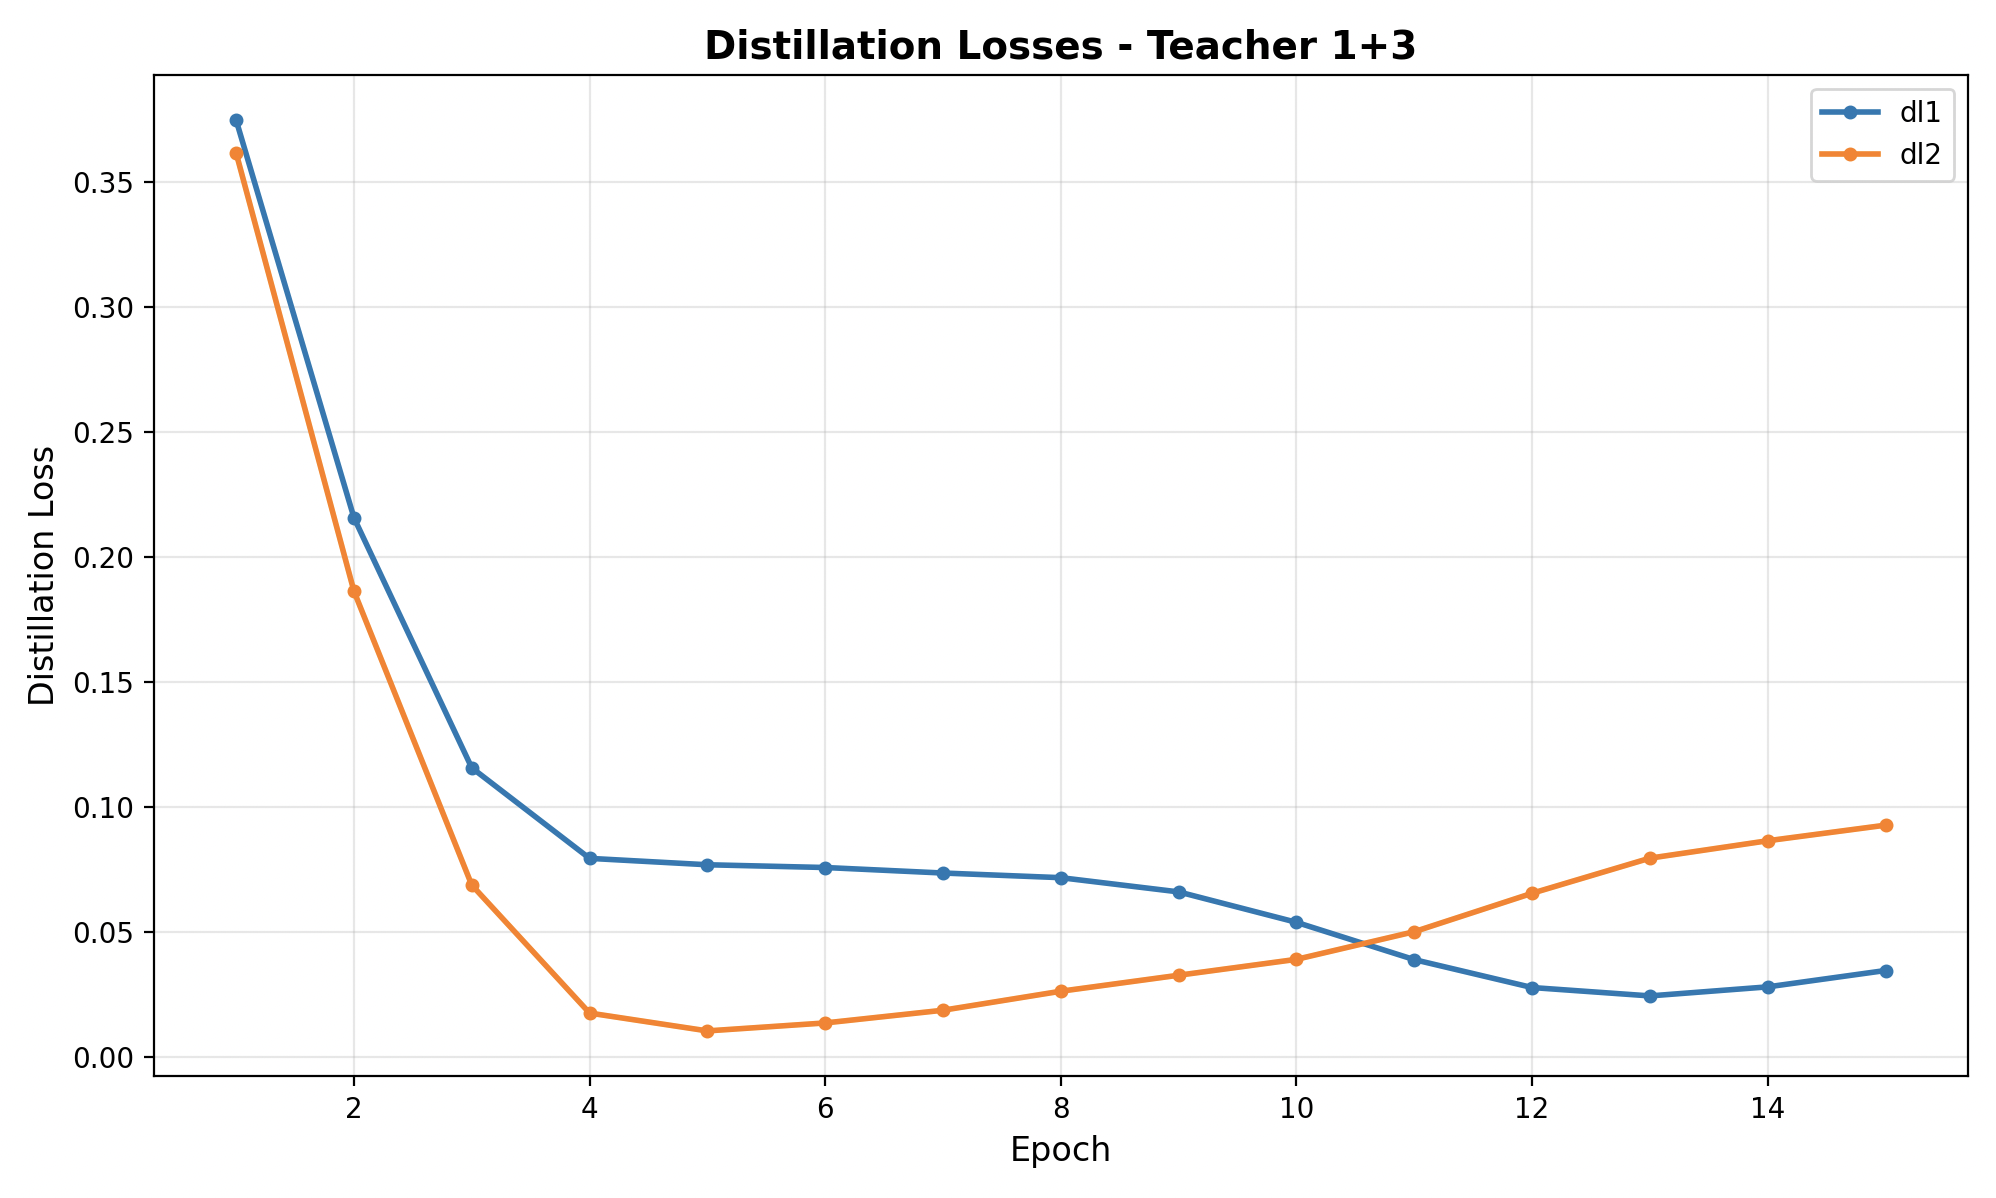 Distillation Losses - Teacher 1+3
dl1
dl2
Distillation Loss
0.35
0.30
0.25
0.20
0.15
0.10
0.05
0.00
2 4 6 8 10 12 14
Epoch